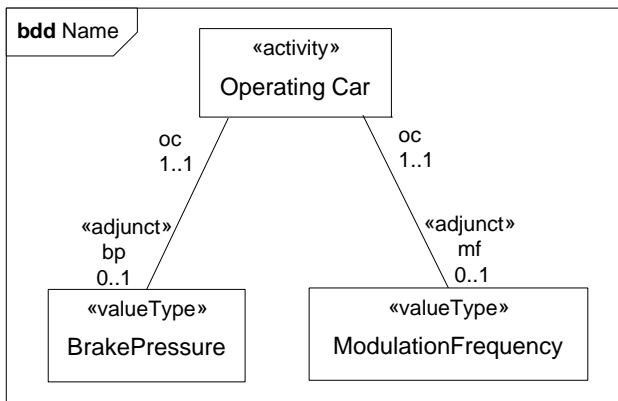 bdd Name
«activity»
Operating Car
oc
1..1
oc
1..1
«adjunct»
bp
0..1
«adjunct»
mf
0..1
«valueType»
BrakePressure
«valueType»
ModulationFrequency